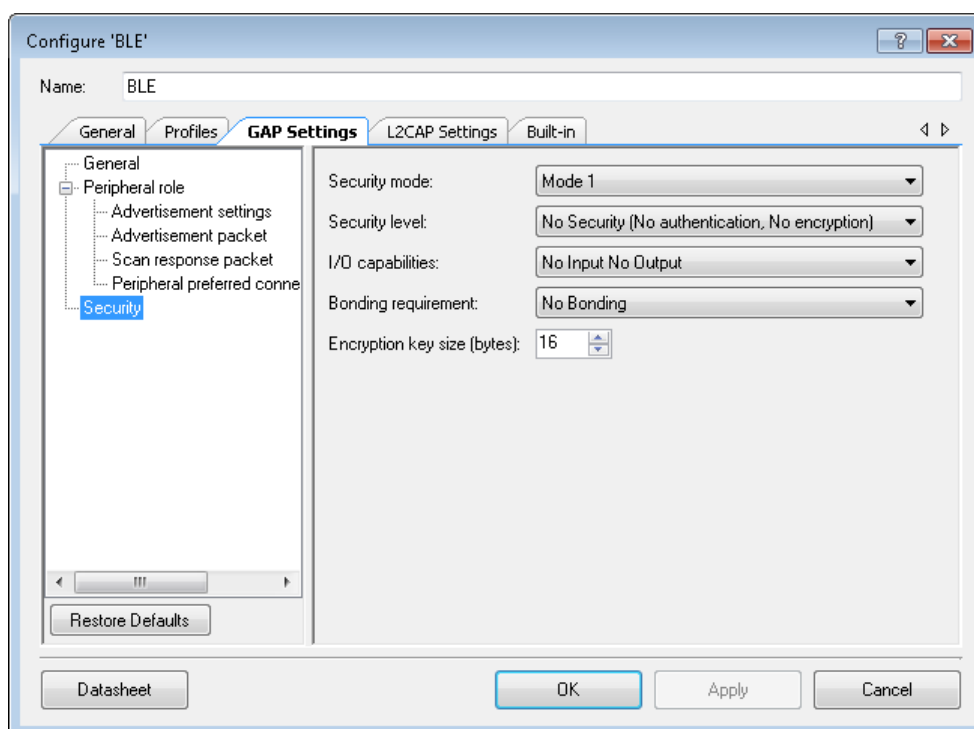 Configure 'BLE'
Name: BLE
General Profiles GAP Settings L2CAP Settings Built-in
General
Peripheral role
Advertisement settings
Advertisement packet
Scan response packet
Peripheral preferred conne
Security
Restore Defaults
Security mode: Mode 1
Security level: No Security (No authentication, No encryption)
I/O capabilities: No Input No Output
Bonding requirement: No Bonding
Encryption key size (bytes): 16
Datasheet OK Apply Cancel